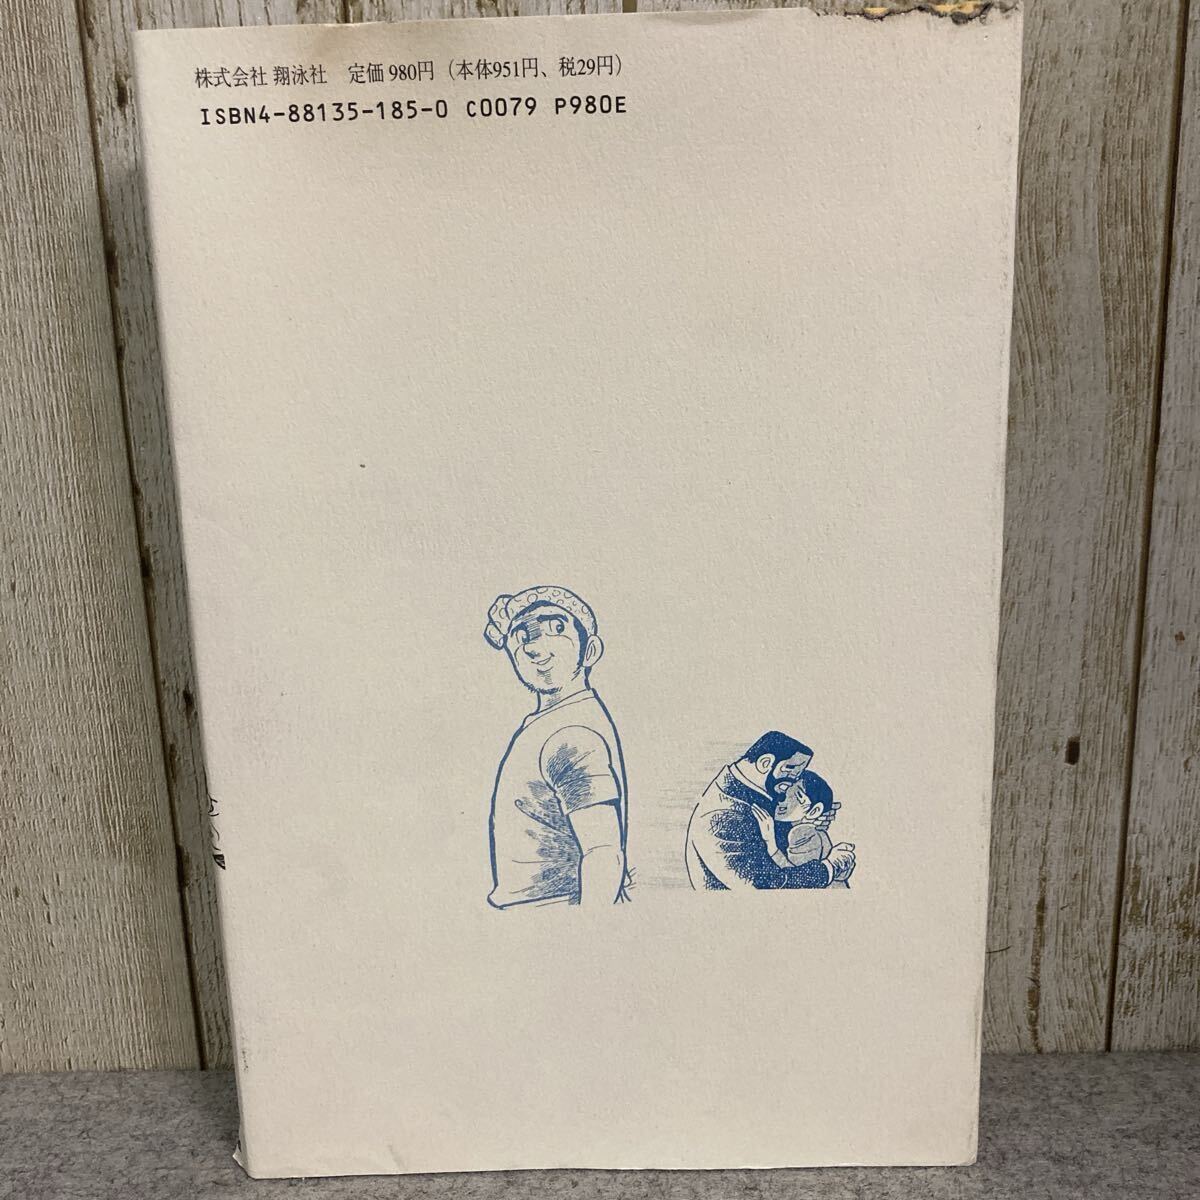 株式会社 翔泳社　定価 980円（本体951円、税29円）
ISBN4-88135-185-0 C0079 P980E